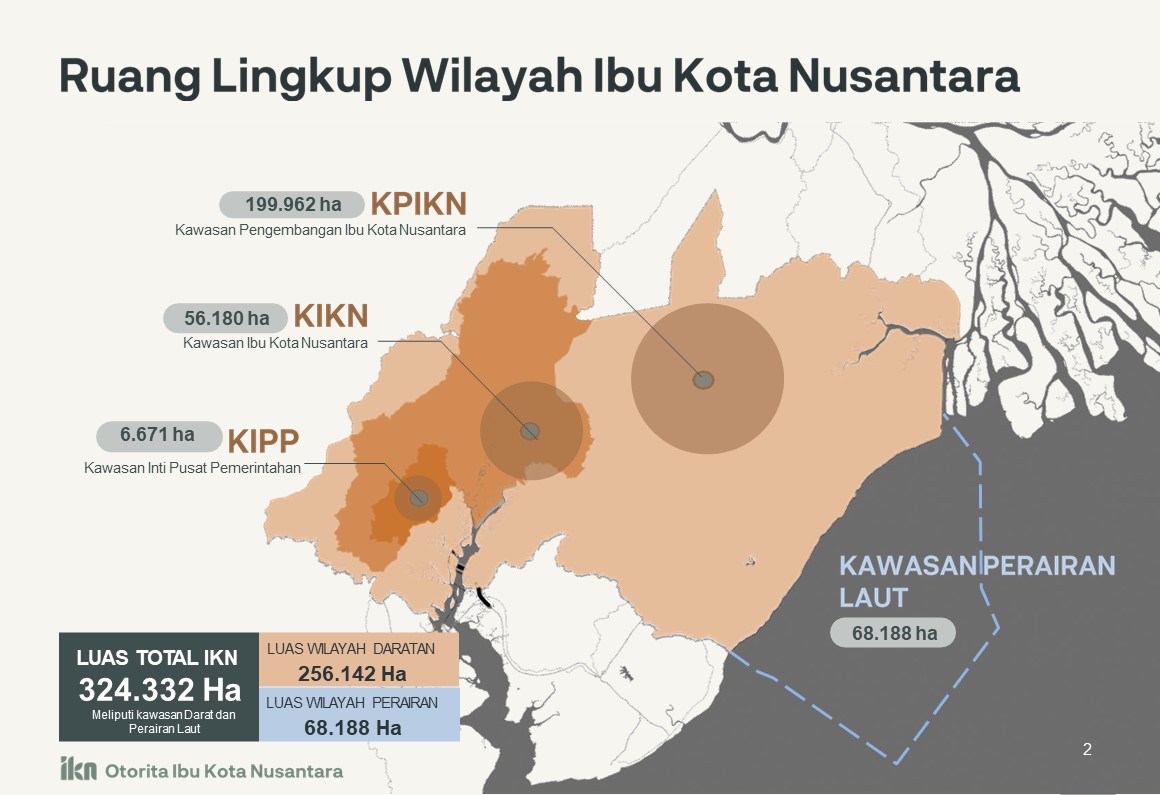 Ruang Lingkup Wilayah Ibu Kota Nusantara
199.962 ha KPIKN
Kawasan Pengembangan Ibu Kota Nusantara
56.180 ha KIKN
Kawasan Ibu Kota Nusantara
6.671 ha KIPP
Kawasan Inti Pusat Pemerintahan
KAWASAN PERAIRAN
LAUT
68.188 ha
LUAS TOTAL IKN
324.332 Ha
Meliputi kawasan Darat dan
Perairan Laut
LUAS WILAYAH DARATAN
256.142 Ha
LUAS WILAYAH PERAIRAN
68.188 Ha
2
ikn Otorita Ibu Kota Nusantara